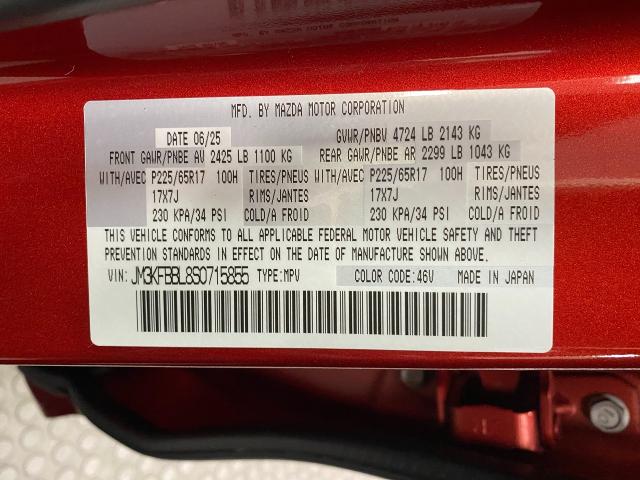 MFD. BY MAZDA MOTOR CORPORATION
DATE 06/25 GVWR/PNBV 4724 LB 2143 KG
FRONT GAWR/PNBE AV 2425 LB 1100 KG REAR GAWR/PNBE AR 2299 LB 1043 KG
WITH/AVEC P225/65R17 100H TIRES/PNEUS WITH/AVEC P225/65R17 100H TIRES/PNEUS
17X7J RIMS/JANTES 17X7J RIMS/JANTES
230 KPA/34 PSI COLD/A FROID 230 KPA/34 PSI COLD/A FROID
THIS VEHICLE CONFORMS TO ALL APPLICABLE FEDERAL MOTOR VEHICLE SAFETY AND THEFT
PREVENTION STANDARDS IN EFFECT ON THE DATE OF MANUFACTURE SHOWN ABOVE.
VIN: JM3KFBBL8S0715855 TYPE:MPV COLOR CODE:46V MADE IN JAPAN